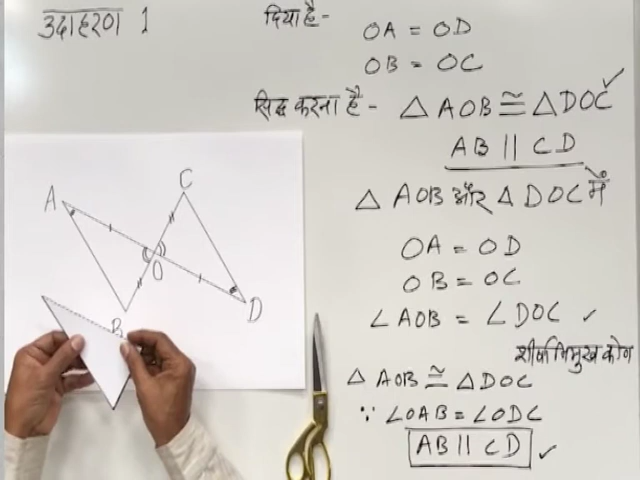 उदाहरण 1
दिया है -
OA = OD
OB = OC
सिद्ध करना है - △ AOB ≅ △ DOC ✓
AB || CD
△ AOB और △ DOC में
OA = OD
OB = OC
∠AOB = ∠DOC ✓
शीर्षाभिमुख कोण
△ AOB ≅ △ DOC
∵ ∠OAB = ∠ODC
AB || CD ✓
A
C
O
B
D